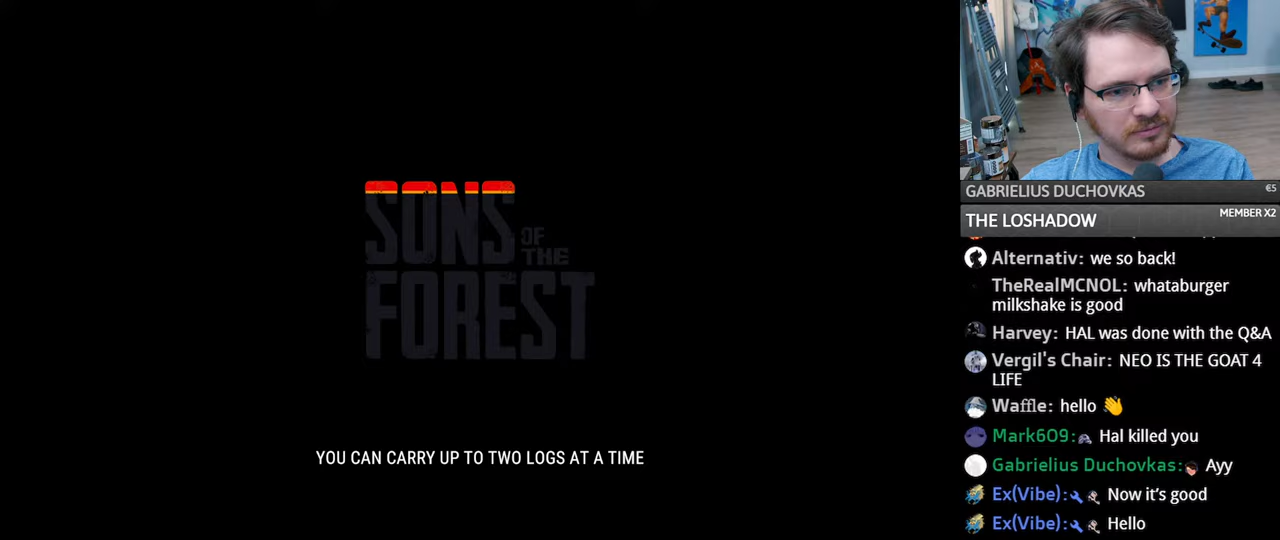 SONS
OF
THE
FOREST
YOU CAN CARRY UP TO TWO LOGS AT A TIME
GABRIELIUS DUCHOVKAS €5
THE LOSHADOW MEMBER X2
Alternativ: we so back!
TheRealMCNOL: whataburger
milkshake is good
Harvey: HAL was done with the Q&A
Vergil's Chair: NEO IS THE GOAT 4
LIFE
Waffle: hello 👋
Mark609: Hal killed you
Gabrielius Duchovkas: Ayy
Ex(Vibe): Now it's good
Ex(Vibe): Hello